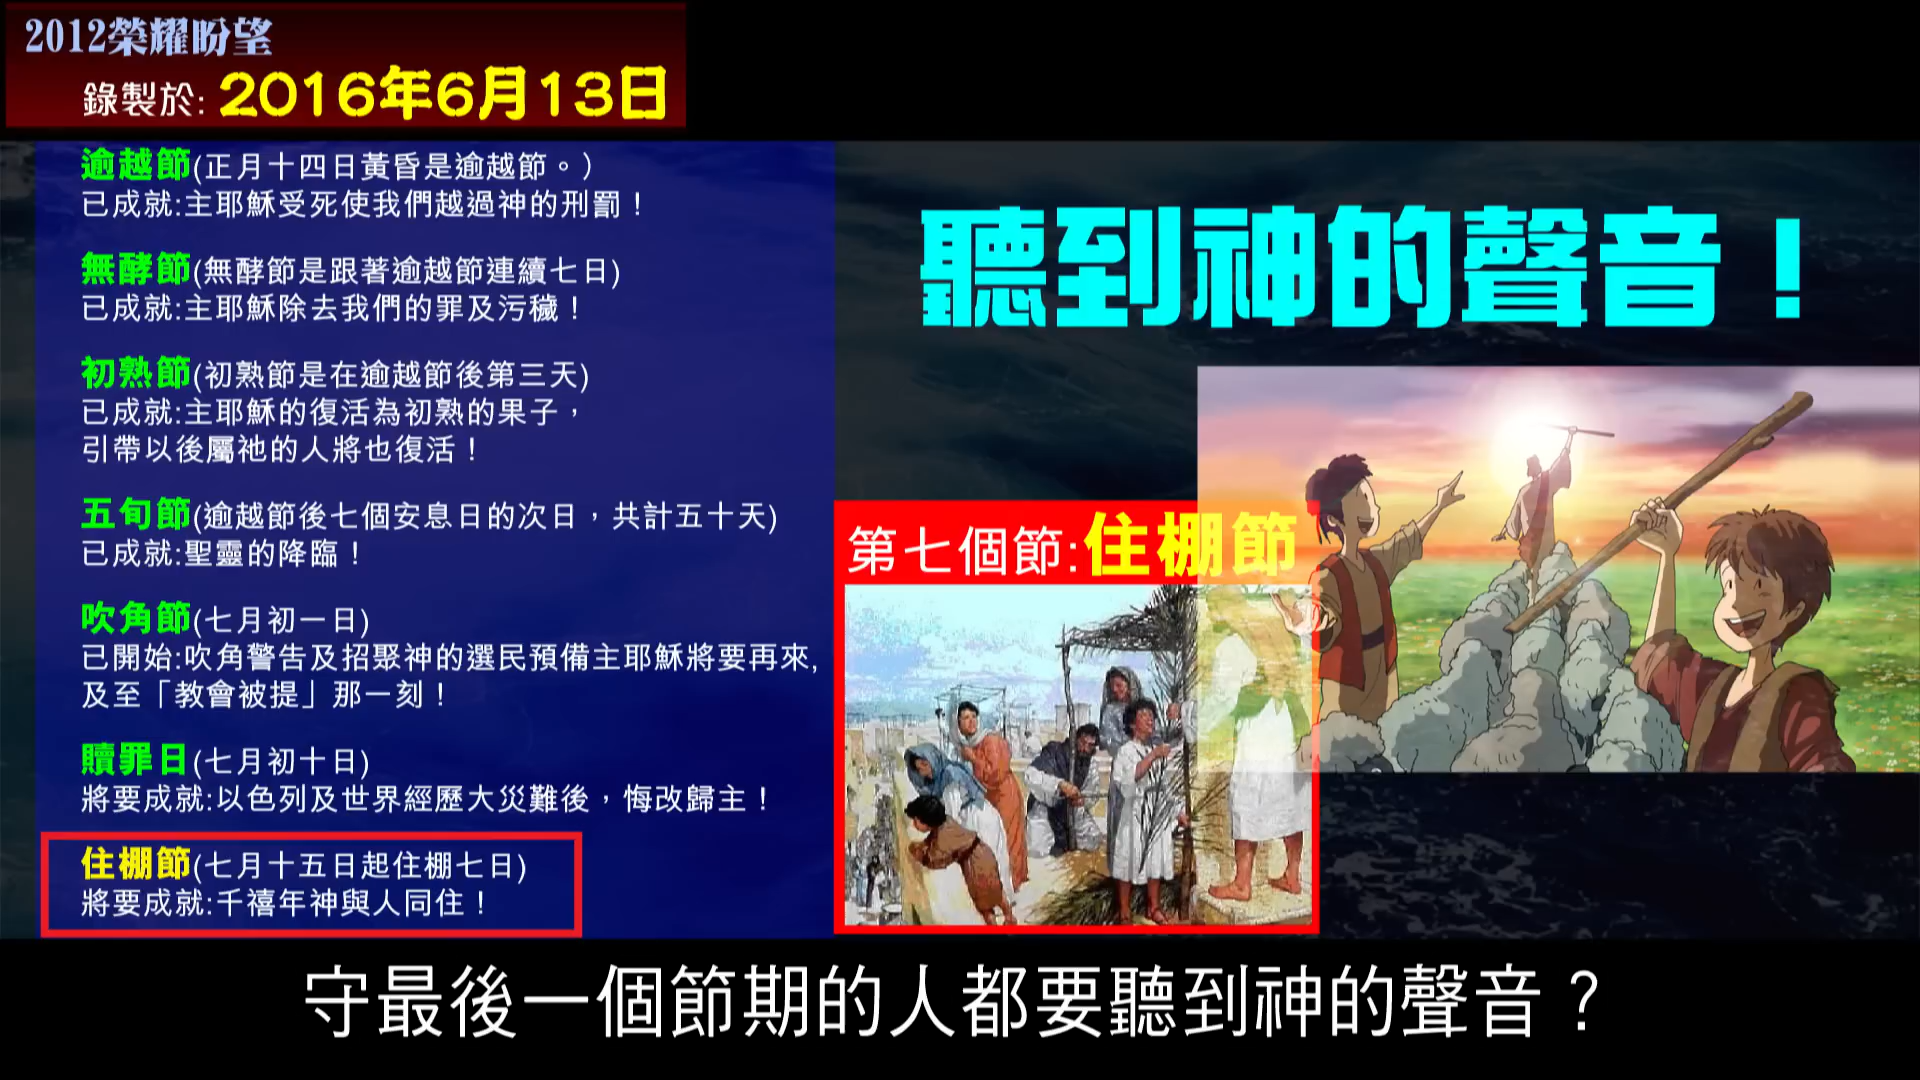 2012榮耀盼望
錄製於: 2016年6月13日
逾越節(正月十四日黃昏是逾越節。)
已成就:主耶穌受死使我們越過神的刑罰！
無酵節(無酵節是跟著逾越節連續七日)
已成就:主耶穌除去我們的罪及污穢！
初熟節(初熟節是在逾越節後第三天)
已成就:主耶穌的復活為初熟的果子，
引帶以後屬祂的人將也復活！
五旬節(逾越節後七個安息日的次日，共計五十天)
已成就:聖靈的降臨！
吹角節(七月初一日)
已開始:吹角警告及招聚神的選民預備主耶穌將要再來,
及至「教會被提」那一刻！
贖罪日(七月初十日)
將要成就:以色列及世界經歷大災難後，悔改歸主！
住棚節(七月十五日起住棚七日)
將要成就:千禧年神與人同住！
聽到神的聲音！
第七個節:住棚節
守最後一個節期的人都要聽到神的聲音？